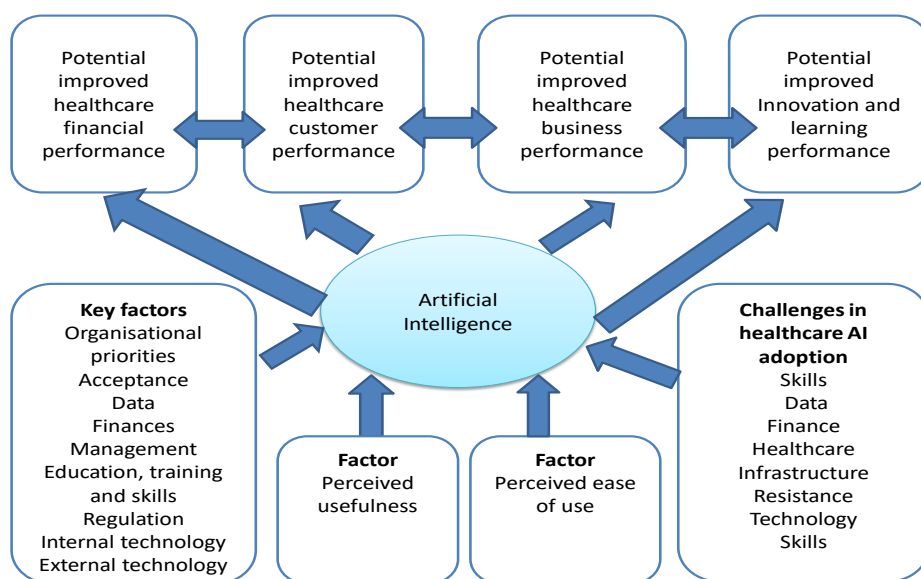 Potential
improved
healthcare
financial
performance
Potential
improved
healthcare
customer
performance
Potential
improved
healthcare
business
performance
Potential
improved
Innovation and
learning
performance
Artificial
Intelligence
Key factors
Organisational
priorities
Acceptance
Data
Finances
Management
Education, training
and skills
Regulation
Internal technology
External technology
Factor
Perceived
usefulness
Factor
Perceived ease
of use
Challenges in
healthcare AI
adoption
Skills
Data
Finance
Healthcare
Infrastructure
Resistance
Technology
Skills